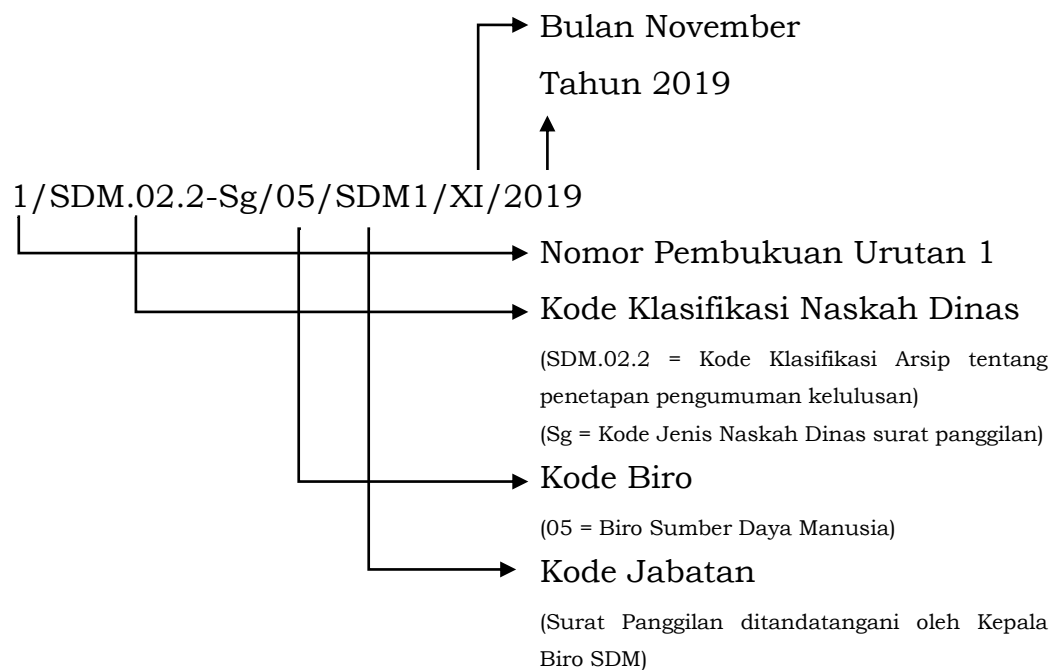 Bulan November
Tahun 2019
1/SDM.02.2-Sg/05/SDM1/XI/2019
Nomor Pembukuan Urutan 1
Kode Klasifikasi Naskah Dinas
(SDM.02.2 = Kode Klasifikasi Arsip tentang
penetapan pengumuman kelulusan)
(Sg = Kode Jenis Naskah Dinas surat panggilan)
Kode Biro
(05 = Biro Sumber Daya Manusia)
Kode Jabatan
(Surat Panggilan ditandatangani oleh Kepala
Biro SDM)